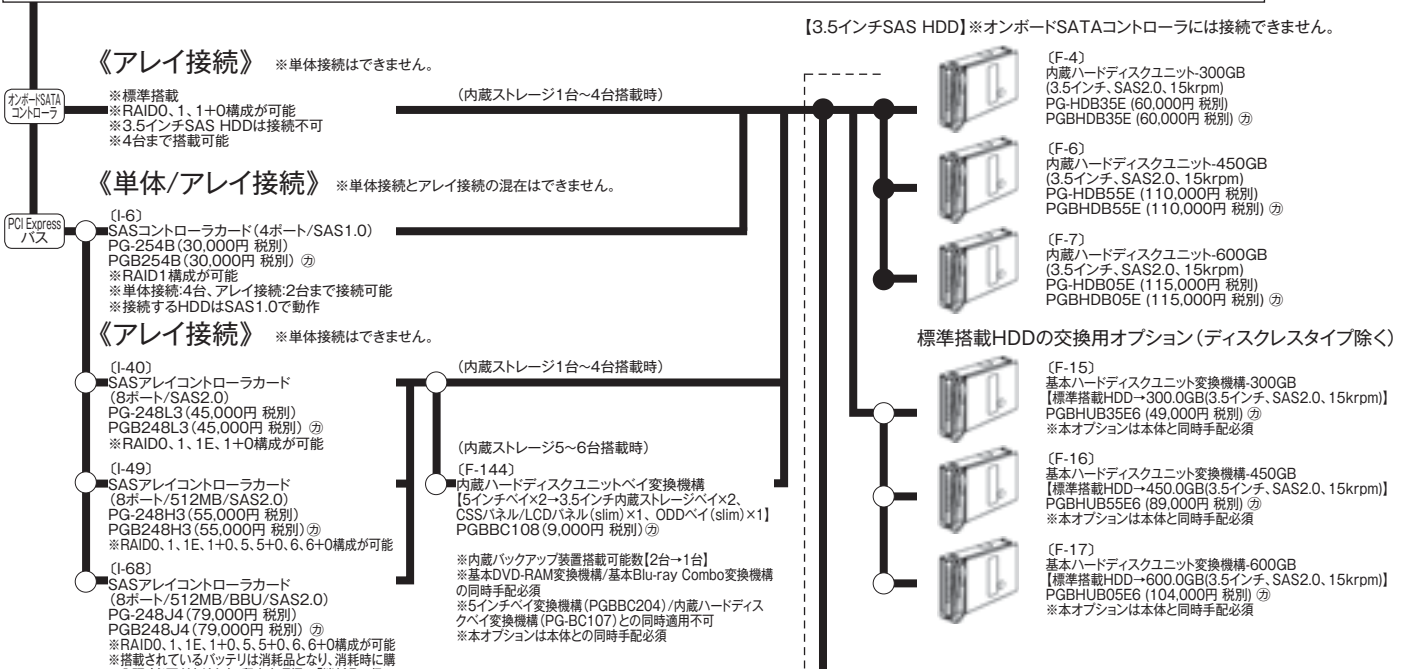 【3.5インチSAS HDD】※オンボードSATAコントローラには接続できません。
オンボードSATA
コントローラ
《アレイ接続》 ※単体接続はできません。
※標準搭載
※RAID0、1、1+0構成が可能
※3.5インチSAS HDDは接続不可
※4台まで搭載可能
(内蔵ストレージ1台~4台搭載時)
PCI Express
バス
《単体/アレイ接続》 ※単体接続とアレイ接続の混在はできません。
〔I-6〕
SASコントローラカード(4ポート/SAS1.0)
PG-254B(30,000円 税別)
PGB254B(30,000円 税別) ㋕
※RAID1構成が可能
※単体接続:4台、アレイ接続:2台まで接続可能
※接続するHDDはSAS1.0で動作
《アレイ接続》 ※単体接続はできません。
〔I-40〕
SASアレイコントローラカード
(8ポート/SAS2.0)
PG-248L3(45,000円 税別)
PGB248L3(45,000円 税別) ㋕
※RAID0、1、1E、1+0構成が可能
〔I-49〕
SASアレイコントローラカード
(8ポート/512MB/SAS2.0)
PG-248H3(55,000円 税別)
PGB248H3(55,000円 税別)㋕
※RAID0、1、1E、1+0、5、5+0、6、6+0構成が可能
〔I-68〕
SASアレイコントローラカード
(8ポート/512MB/BBU/SAS2.0)
PG-248J4(79,000円 税別)
PGB248J4(79,000円 税別) ㋕
※RAID0、1、1E、1+0、5、5+0、6、6+0構成が可能
※搭載されているバッテリは消耗品となり、消耗時に購
(内蔵ストレージ1台~4台搭載時)
(内蔵ストレージ5~6台搭載時)
〔F-144〕
内蔵ハードディスクユニットベイ変換機構
【5インチベイ×2→3.5インチ内蔵ストレージベイ×2、
CSSパネル/LCDパネル(slim)×1、ODDベイ(slim)×1】
PGBBC108(9,000円 税別)㋕
※内蔵バックアップ装置搭載可能数【2台→1台】
※基本DVD-RAM変換機構/基本Blu-ray Combo変換機構
の同時手配必須
※5インチベイ変換機構(PGBBC204)/内蔵ハードディス
クベイ変換機構(PG-BC107)との同時適用不可
※本オプションは本体との同時手配必須
〔F-4〕
内蔵ハードディスクユニット-300GB
(3.5インチ、SAS2.0、15krpm)
PG-HDB35E (60,000円 税別)
PGBHDB35E (60,000円 税別) ㋕
〔F-6〕
内蔵ハードディスクユニット-450GB
(3.5インチ、SAS2.0、15krpm)
PG-HDB55E (110,000円 税別)
PGBHDB55E (110,000円 税別) ㋕
〔F-7〕
内蔵ハードディスクユニット-600GB
(3.5インチ、SAS2.0、15krpm)
PG-HDB05E (115,000円 税別)
PGBHDB05E (115,000円 税別) ㋕
標準搭載HDDの交換用オプション(ディスクレスタイプ除く)
〔F-15〕
基本ハードディスクユニット変換機構-300GB
【標準搭載HDD→300.0GB(3.5インチ、SAS2.0、15krpm)】
PGBHUB35E6 (49,000円 税別) ㋕
※本オプションは本体と同時手配必須
〔F-16〕
基本ハードディスクユニット変換機構-450GB
【標準搭載HDD→450.0GB(3.5インチ、SAS2.0、15krpm)】
PGBHUB55E6 (89,000円 税別) ㋕
※本オプションは本体と同時手配必須
〔F-17〕
基本ハードディスクユニット変換機構-600GB
【標準搭載HDD→600.0GB(3.5インチ、SAS2.0、15krpm)】
PGBHUB05E6 (104,000円 税別) ㋕
※本オプションは本体と同時手配必須